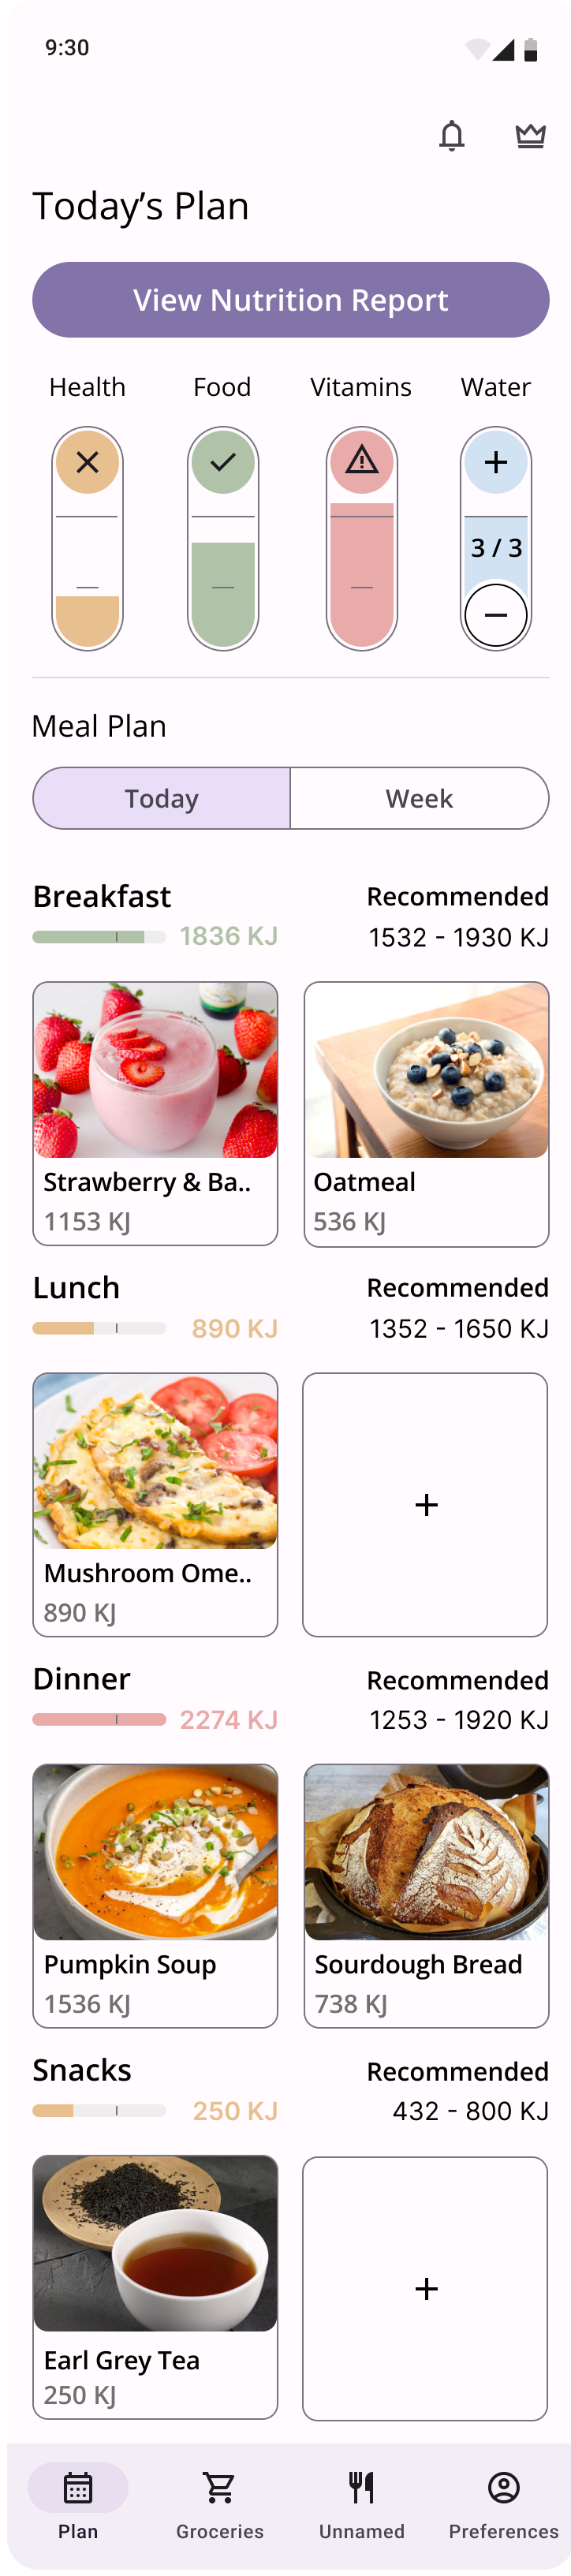 9:30
Today's Plan
View Nutrition Report
Health Food Vitamins Water
3 / 3
Meal Plan
Today Week
Breakfast Recommended
1836 KJ 1532 - 1930 KJ
Strawberry & Ba.. Oatmeal
1153 KJ 536 KJ
Lunch Recommended
890 KJ 1352 - 1650 KJ
Mushroom Ome..
890 KJ
Dinner Recommended
2274 KJ 1253 - 1920 KJ
Pumpkin Soup Sourdough Bread
1536 KJ 738 KJ
Snacks Recommended
250 KJ 432 - 800 KJ
Earl Grey Tea
250 KJ
Plan Groceries Unnamed Preferences